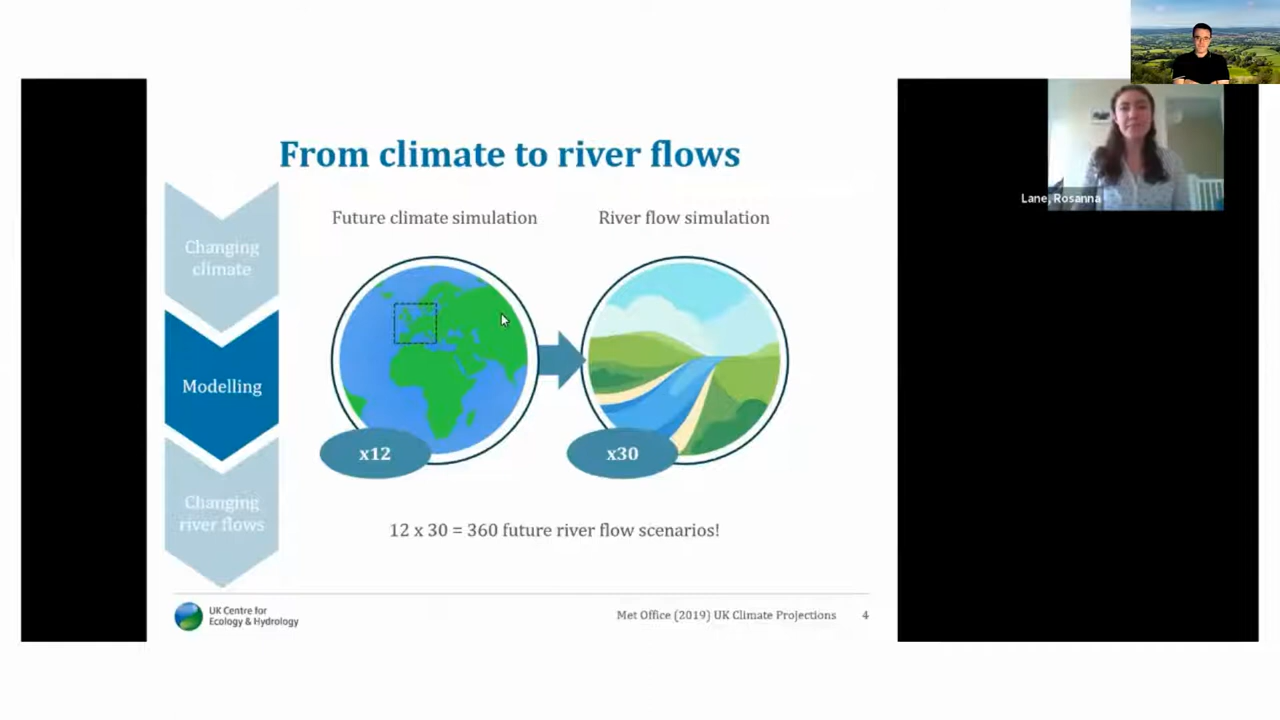 From climate to river flows
Changing
climate
Modelling
Changing
river flows
Future climate simulation
River flow simulation
x12
x30
12 x 30 = 360 future river flow scenarios!
UK Centre for
Ecology & Hydrology
Met Office (2019) UK Climate Projections
4
Lane, Rosanna